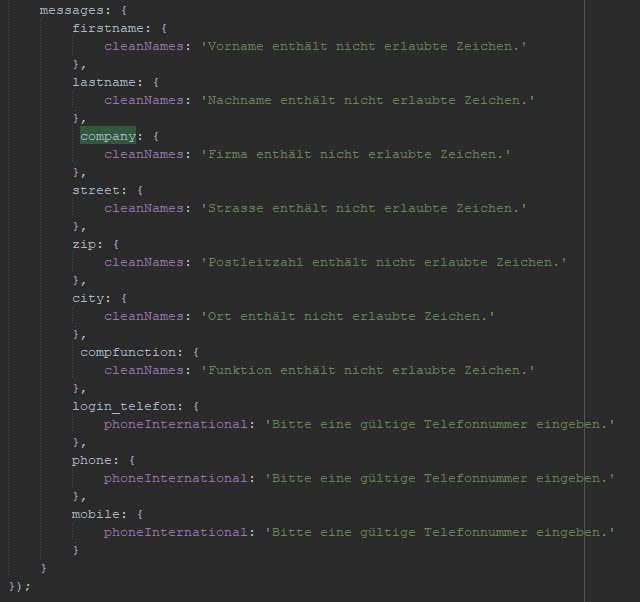 messages: {
firstname: {
cleanNames: 'Vorname enthält nicht erlaubte Zeichen.'
},
lastname: {
cleanNames: 'Nachname enthält nicht erlaubte Zeichen.'
},
company: {
cleanNames: 'Firma enthält nicht erlaubte Zeichen.'
},
street: {
cleanNames: 'Strasse enthält nicht erlaubte Zeichen.'
},
zip: {
cleanNames: 'Postleitzahl enthält nicht erlaubte Zeichen.'
},
city: {
cleanNames: 'Ort enthält nicht erlaubte Zeichen.'
},
compfunction: {
cleanNames: 'Funktion enthält nicht erlaubte Zeichen.'
},
login_telefon: {
phoneInternational: 'Bitte eine gültige Telefonnummer eingeben.'
},
phone: {
phoneInternational: 'Bitte eine gültige Telefonnummer eingeben.'
},
mobile: {
phoneInternational: 'Bitte eine gültige Telefonnummer eingeben.'
}
}
});